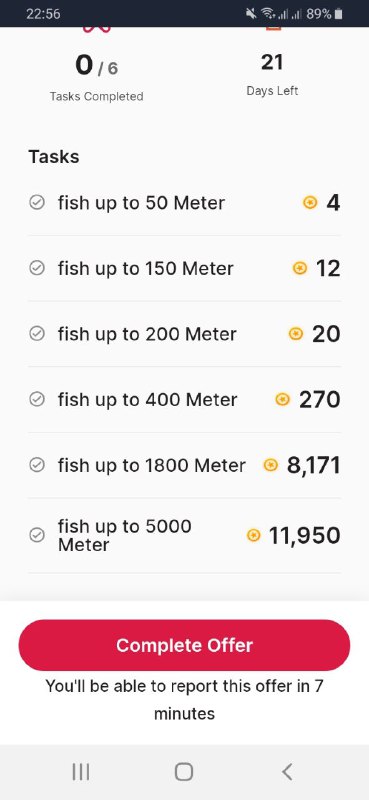 22:56 89%
0 / 6 21
Tasks Completed Days Left
Tasks
fish up to 50 Meter 4
fish up to 150 Meter 12
fish up to 200 Meter 20
fish up to 400 Meter 270
fish up to 1800 Meter 8,171
fish up to 5000
Meter 11,950
Complete Offer
You'll be able to report this offer in 7
minutes